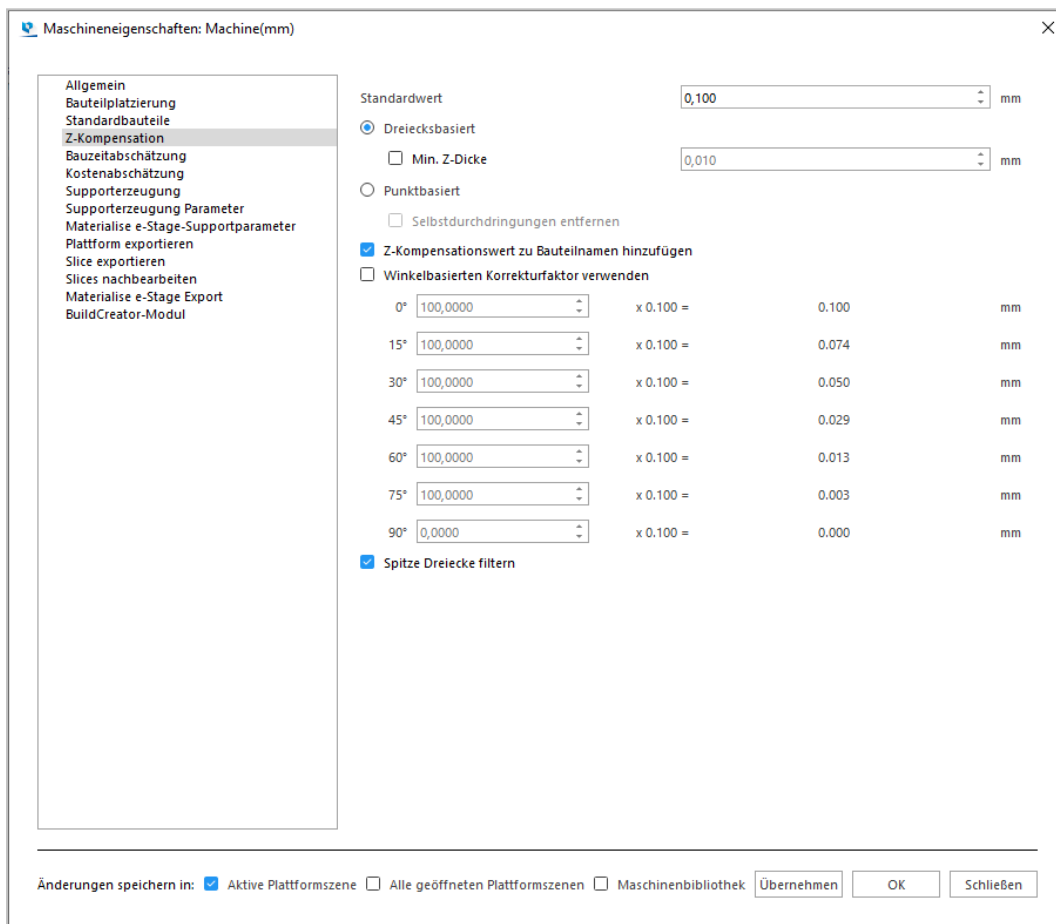 Maschineneigenschaften: Machine(mm)
Allgemein
Bauteilplatzierung
Standardbauteile
Z-Kompensation
Bauzeitabschätzung
Kostenabschätzung
Supporterzeugung
Supporterzeugung Parameter
Materialise e-Stage-Supportparameter
Plattform exportieren
Slice exportieren
Slices nachbearbeiten
Materialise e-Stage Export
BuildCreator-Modul
Standardwert 0,100 mm
Dreiecksbasiert
Min. Z-Dicke 0,010 mm
Punktbasiert
Selbstdurchdringungen entfernen
Z-Kompensationswert zu Bauteilnamen hinzufügen
Winkelbasierten Korrekturfaktor verwenden
0° 100,0000 x 0.100 = 0.100 mm
15° 100,0000 x 0.100 = 0.074 mm
30° 100,0000 x 0.100 = 0.050 mm
45° 100,0000 x 0.100 = 0.029 mm
60° 100,0000 x 0.100 = 0.013 mm
75° 100,0000 x 0.100 = 0.003 mm
90° 0,0000 x 0.100 = 0.000 mm
Spitze Dreiecke filtern
Änderungen speichern in: Aktive Plattformszene Alle geöffneten Plattformszenen Maschinenbibliothek Übernehmen OK Schließen